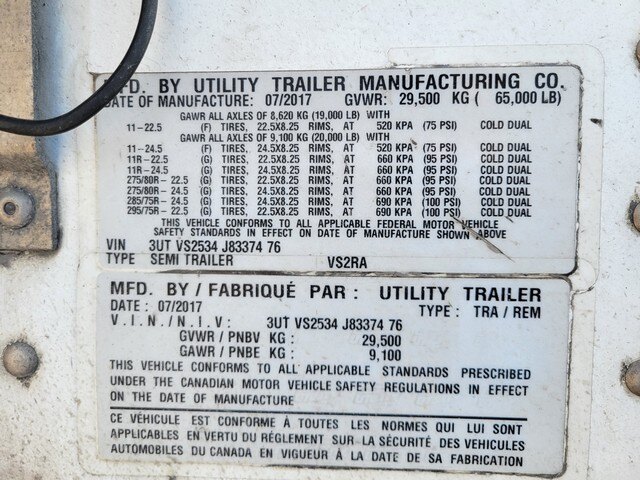 MFD. BY UTILITY TRAILER MANUFACTURING CO.
DATE OF MANUFACTURE: 07/2017 GVWR: 29,500 KG ( 65,000 LB)
GAWR ALL AXLES OF 8,620 KG (19,000 LB) WITH
11-22.5 (F) TIRES, 22.5X8.25 RIMS, AT 520 KPA (75 PSI) COLD DUAL
GAWR ALL AXLES OF 9,100 KG (20,000 LB) WITH
11-24.5 (F) TIRES, 24.5X8.25 RIMS, AT 520 KPA (75 PSI) COLD DUAL
11R-22.5 (G) TIRES, 22.5X8.25 RIMS, AT 660 KPA (95 PSI) COLD DUAL
11R-24.5 (G) TIRES, 24.5X8.25 RIMS, AT 660 KPA (95 PSI) COLD DUAL
275/80R-22.5 (G) TIRES, 22.5X8.25 RIMS, AT 660 KPA (95 PSI) COLD DUAL
275/80R-24.5 (G) TIRES, 24.5X8.25 RIMS, AT 660 KPA (95 PSI) COLD DUAL
285/75R-24.5 (G) TIRES, 24.5X8.25 RIMS, AT 690 KPA (100 PSI) COLD DUAL
295/75R-22.5 (G) TIRES, 22.5X8.25 RIMS, AT 690 KPA (100 PSI) COLD DUAL
THIS VEHICLE CONFORMS TO ALL APPLICABLE FEDERAL MOTOR VEHICLE
SAFETY STANDARDS IN EFFECT ON DATE OF MANUFACTURE SHOWN ABOVE
VIN 3UT VS2534 J83374 76
TYPE SEMI TRAILER VS2RA
MFD. BY / FABRIQUÉ PAR : UTILITY TRAILER
DATE : 07/2017 TYPE : TRA / REM
V.I.N./N.I.V: 3UT VS2534 J83374 76
GVWR / PNBV KG : 29,500
GAWR / PNBE KG : 9,100
THIS VEHICLE CONFORMS TO ALL APPLICABLE STANDARDS PRESCRIBED
UNDER THE CANADIAN MOTOR VEHICLE SAFETY REGULATIONS IN EFFECT
ON THE DATE OF MANUFACTURE
CE VÉHICULE EST CONFORME À TOUTES LES NORMES QUI LUI SONT
APPLICABLES EN VERTU DU RÉGLEMENT SUR LA SÉCURITÉ DES VEHICULES
AUTOMOBILES DU CANADA EN VIGUEUR À LA DATE DE SA FABRICATION